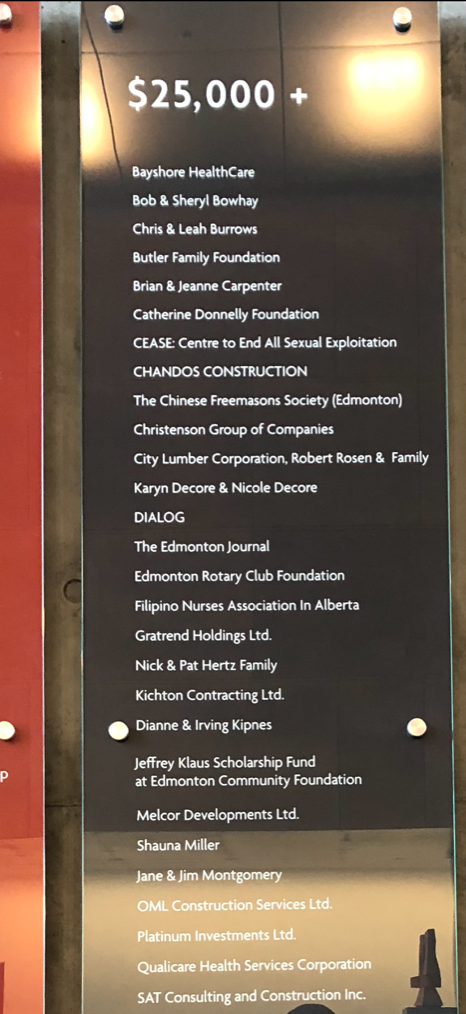 $25,000 +
Bayshore HealthCare
Bob & Sheryl Bowhay
Chris & Leah Burrows
Butler Family Foundation
Brian & Jeanne Carpenter
Catherine Donnelly Foundation
CEASE: Centre to End All Sexual Exploitation
CHANDOS CONSTRUCTION
The Chinese Freemasons Society (Edmonton)
Christenson Group of Companies
City Lumber Corporation, Robert Rosen & Family
Karyn Decore & Nicole Decore
DIALOG
The Edmonton Journal
Edmonton Rotary Club Foundation
Filipino Nurses Association In Alberta
Gratrend Holdings Ltd.
Nick & Pat Hertz Family
Kichton Contracting Ltd.
Dianne & Irving Kipnes
Jeffrey Klaus Scholarship Fund
at Edmonton Community Foundation
p
Melcor Developments Ltd.
Shauna Miller
Jane & Jim Montgomery
OML Construction Services Ltd.
Platinum Investments Ltd.
Qualicare Health Services Corporation
SAT Consulting and Construction Inc.